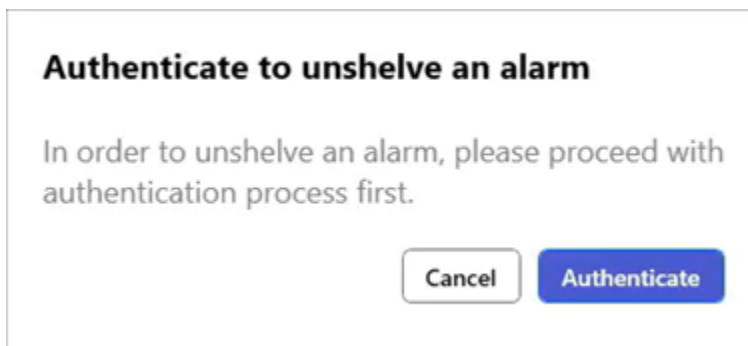 Authenticate to unshelve an alarm
In order to unshelve an alarm, please proceed with
authentication process first.
Cancel Authenticate